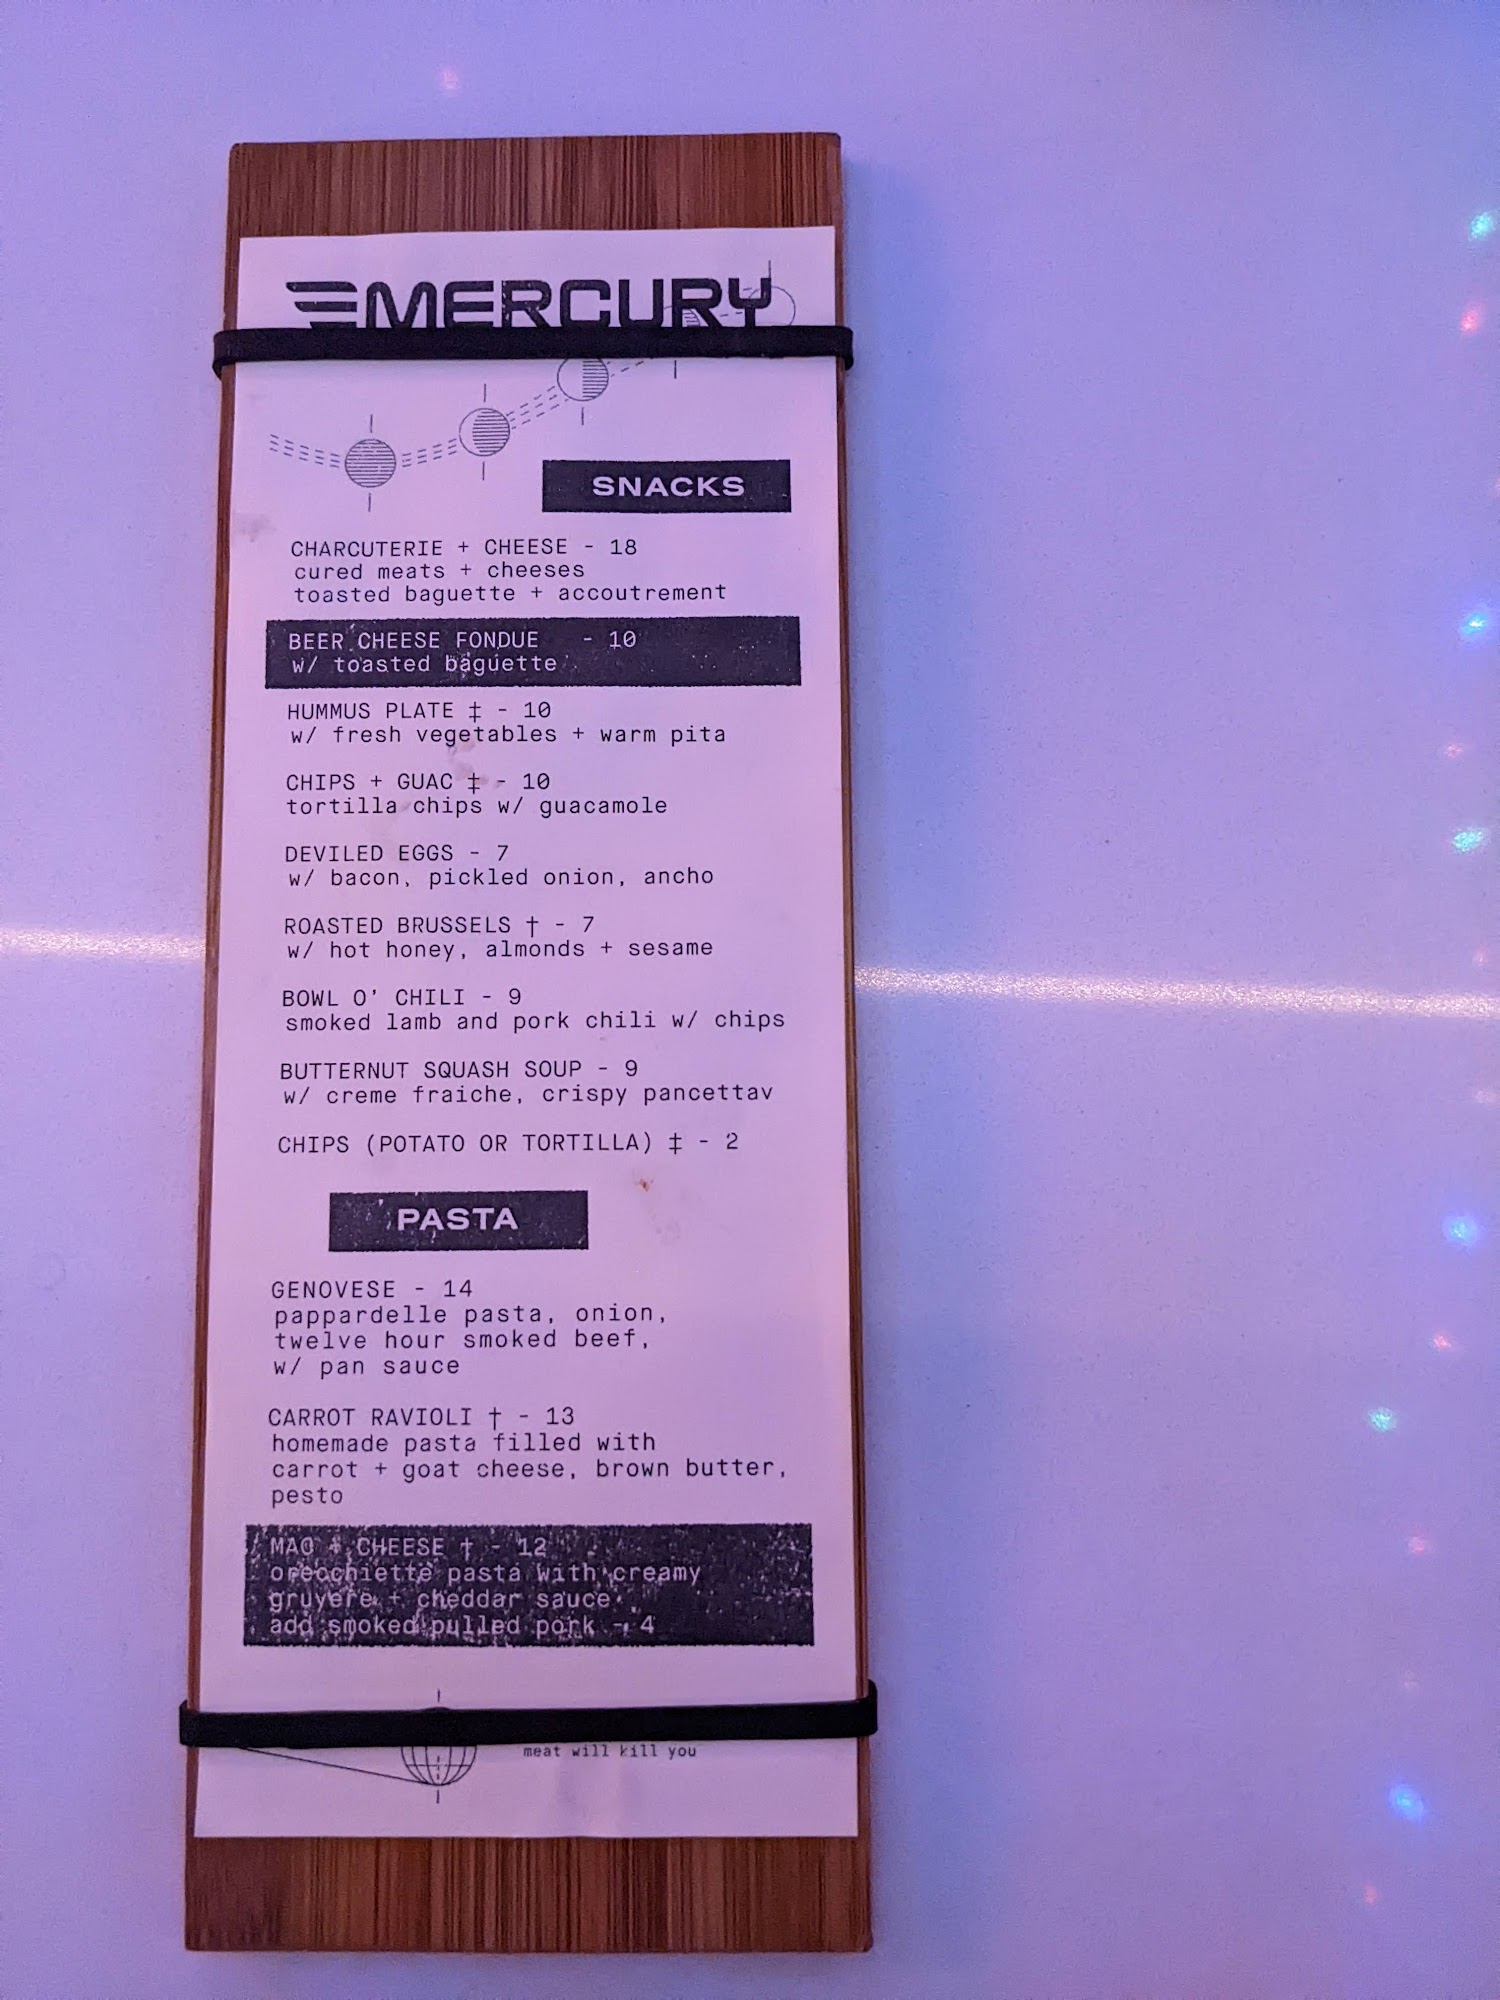 MERCURY
SNACKS
CHARCUTERIE + CHEESE - 18
cured meats + cheeses
toasted baguette + accoutrement
BEER CHEESE FONDUE - 10
w/ toasted baguette
HUMMUS PLATE ‡ - 10
w/ fresh vegetables + warm pita
CHIPS + GUAC ‡ - 10
tortilla chips w/ guacamole
DEVILED EGGS - 7
w/ bacon, pickled onion, ancho
ROASTED BRUSSELS † - 7
w/ hot honey, almonds + sesame
BOWL O' CHILI - 9
smoked lamb and pork chili w/ chips
BUTTERNUT SQUASH SOUP - 9
w/ creme fraiche, crispy pancettav
CHIPS (POTATO OR TORTILLA) ‡ - 2
PASTA
GENOVESE - 14
pappardelle pasta, onion,
twelve hour smoked beef,
w/ pan sauce
CARROT RAVIOLI † - 13
homemade pasta filled with
carrot + goat cheese, brown butter,
pesto
MAC + CHEESE † - 12
orecchiette pasta with creamy
gruyere + cheddar sauce
add smoked pulled pork - 4
meat will kill you